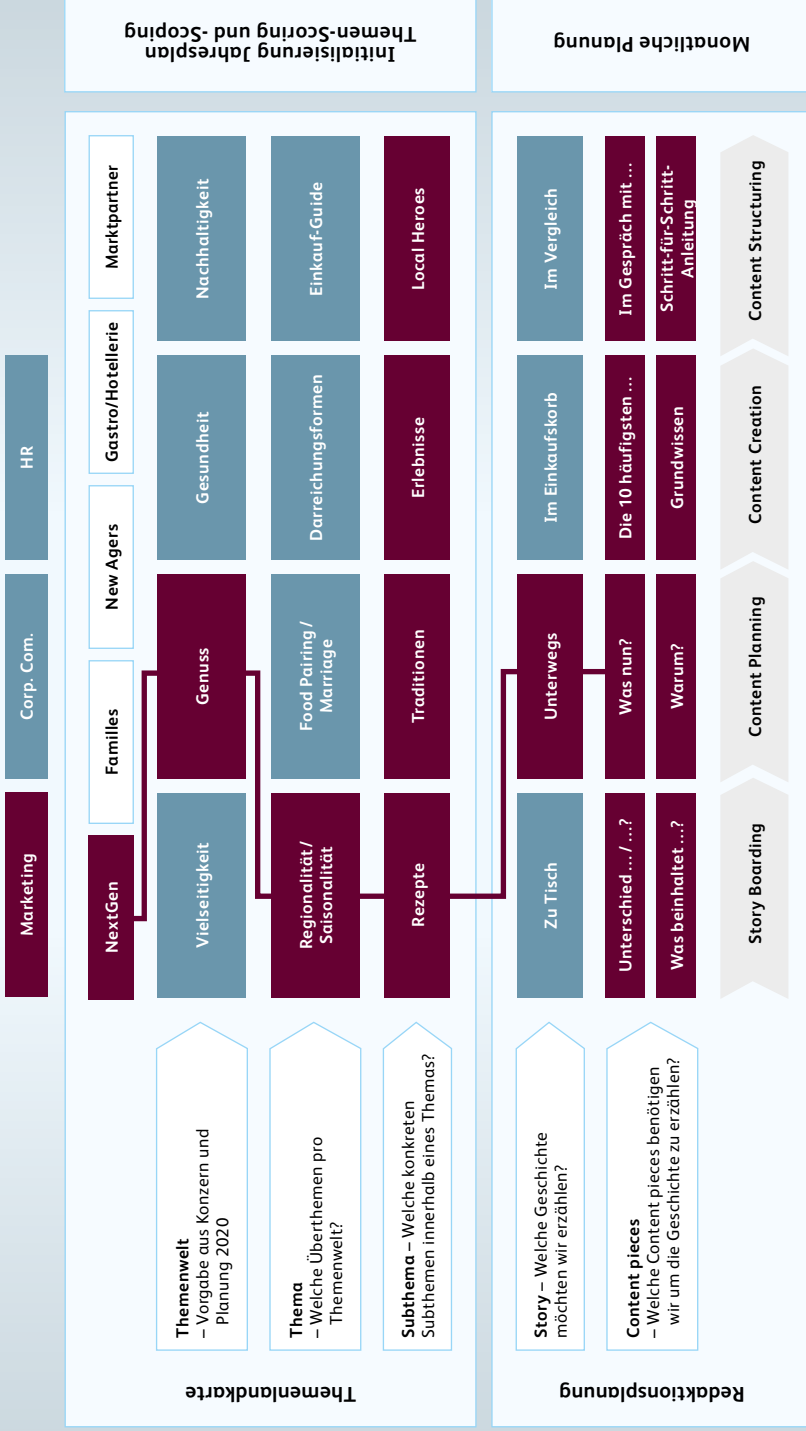 Marketing
Corp. Com.
HR
Themenlandkarte
NextGen
Familles
New Agers
Gastro/Hotellerie
Marktpartner
Initialisierung Jahresplan
Themen-Scoring und -Scoping
Themenwelt
– Vorgabe aus Konzern und
Planung 2020
Vielseitigkeit
Genuss
Gesundheit
Nachhaltigkeit
Thema
– Welche Überthemen pro
Themenwelt?
Regionalität /
Saisonalität
Food Pairing /
Marriage
Darreichungsformen
Einkauf-Guide
Subthema – Welche konkreten
Subthemen innerhalb eines Themas?
Rezepte
Traditionen
Erlebnisse
Local Heroes
Redaktionsplanung
Monatliche Planung
Story – Welche Geschichte
möchten wir erzählen?
Zu Tisch
Unterwegs
Im Einkaufskorb
Im Vergleich
Content pieces
– Welche Content pieces benötigen
wir um die Geschichte zu erzählen?
Unterschied ... / ...?
Was nun?
Die 10 häufigsten ...
Im Gespräch mit ...
Was beinhaltet ...?
Warum?
Grundwissen
Schritt-für-Schritt-
Anleitung
Story Boarding
Content Planning
Content Creation
Content Structuring